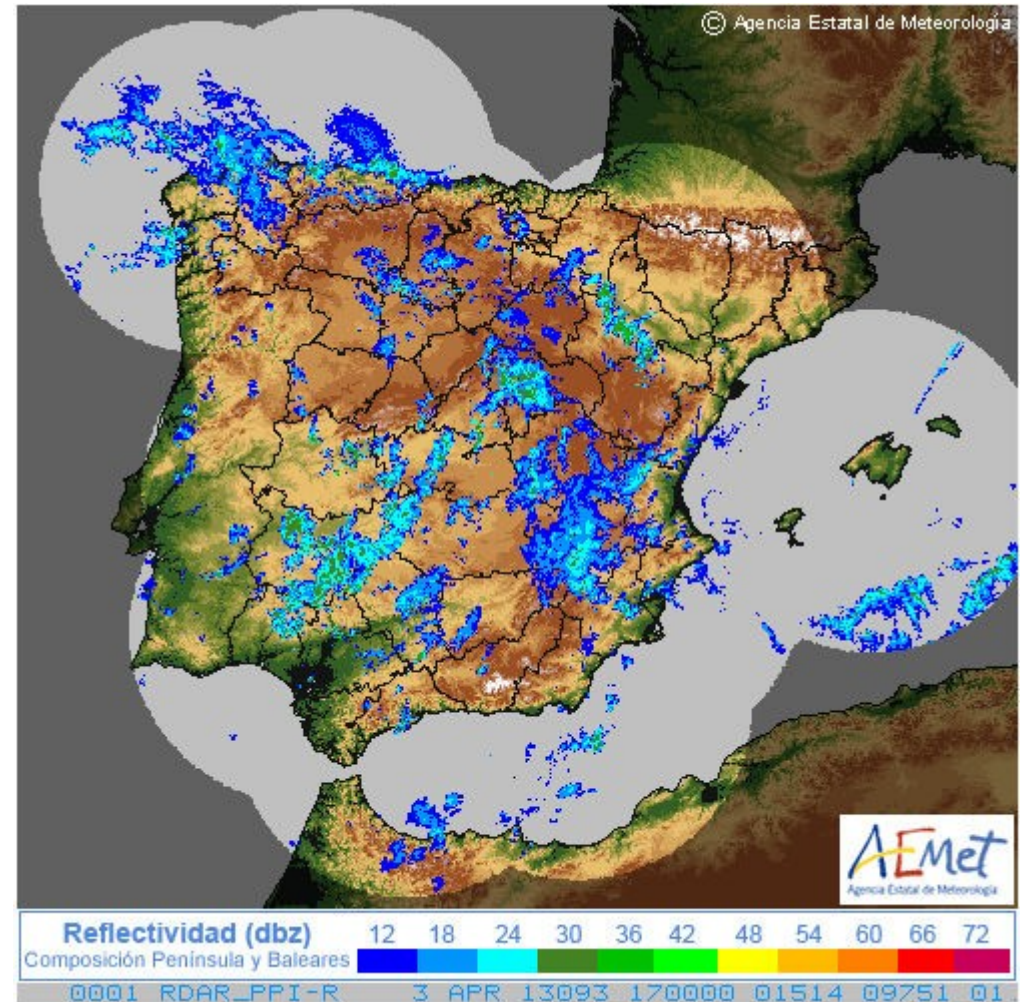 © Agencia Estatal de Meteorología
AEMet
Agencia Estatal de Meteorología
Reflectividad (dbz) 12 18 24 30 36 42 48 54 60 66 72
Composición Península y Baleares
0001 RDAR_PPI-R 3 APR 13093 170000 01514 09751 01